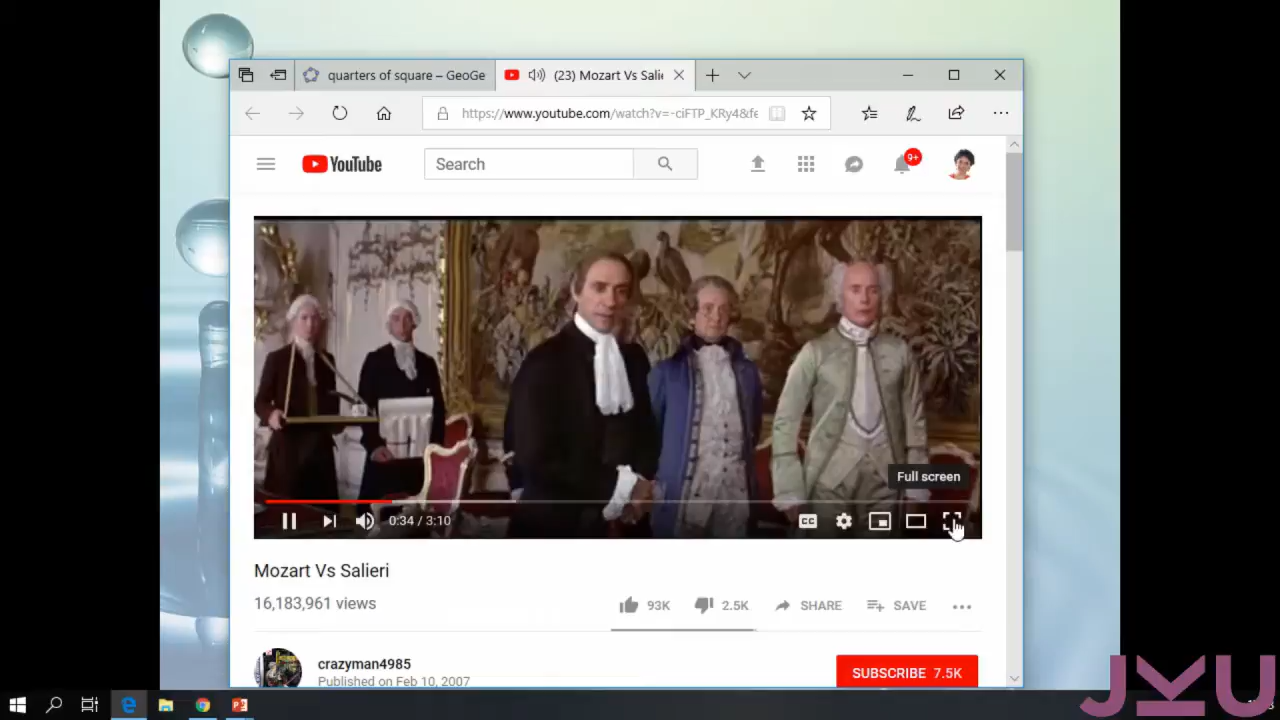 quarters of square – GeoGe
(23) Mozart Vs Salie
https://www.youtube.com/watch?v=-ciFTP_KRy4&fe
YouTube
Search
9+
Full screen
0:34 / 3:10
CC
Mozart Vs Salieri
16,183,961 views
93K
2.5K
SHARE
SAVE
crazyman4985
Published on Feb 10, 2007
SUBSCRIBE 7.5K
JKU